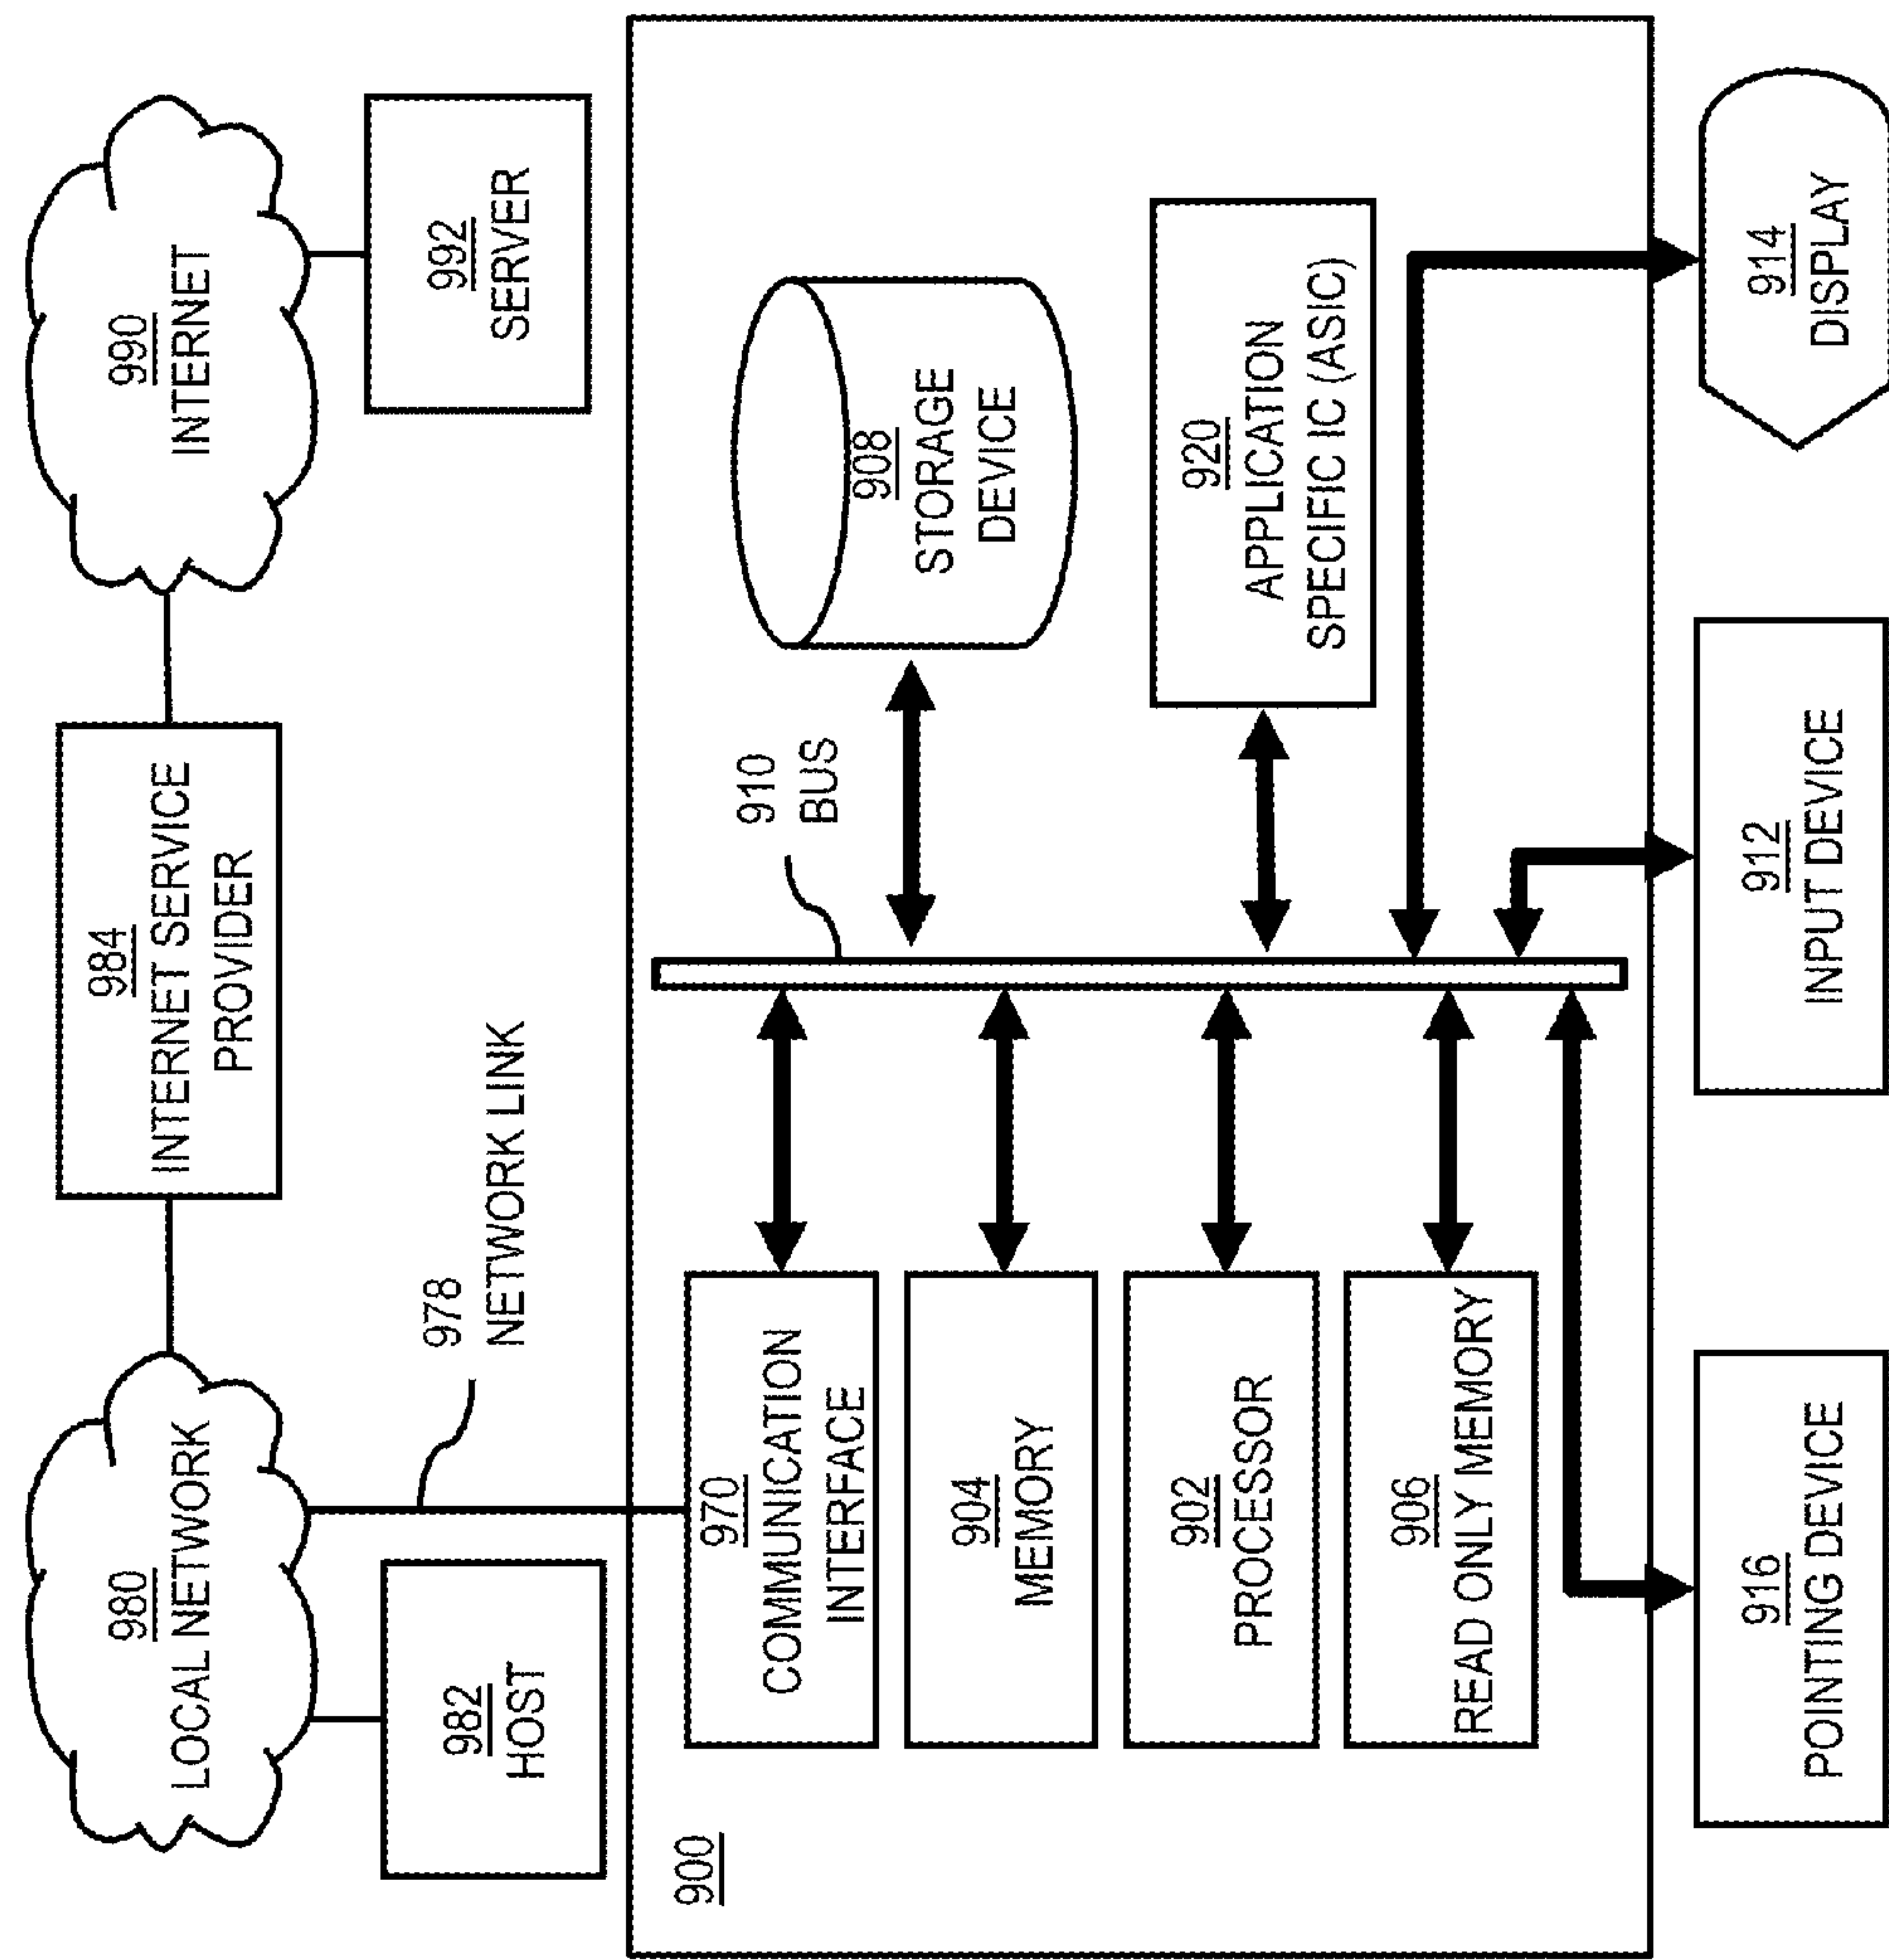 980
LOCAL NETWORK
984
INTERNET SERVICE
PROVIDER
990
INTERNET
982
HOST
978
NETWORK LINK
992
SERVER
900
970
COMMUNICATION
INTERFACE
910
BUS
908
STORAGE
DEVICE
904
MEMORY
902
PROCESSOR
920
APPLICATION
SPECIFIC IC (ASIC)
906
READ ONLY MEMORY
916
POINTING DEVICE
912
INPUT DEVICE
914
DISPLAY